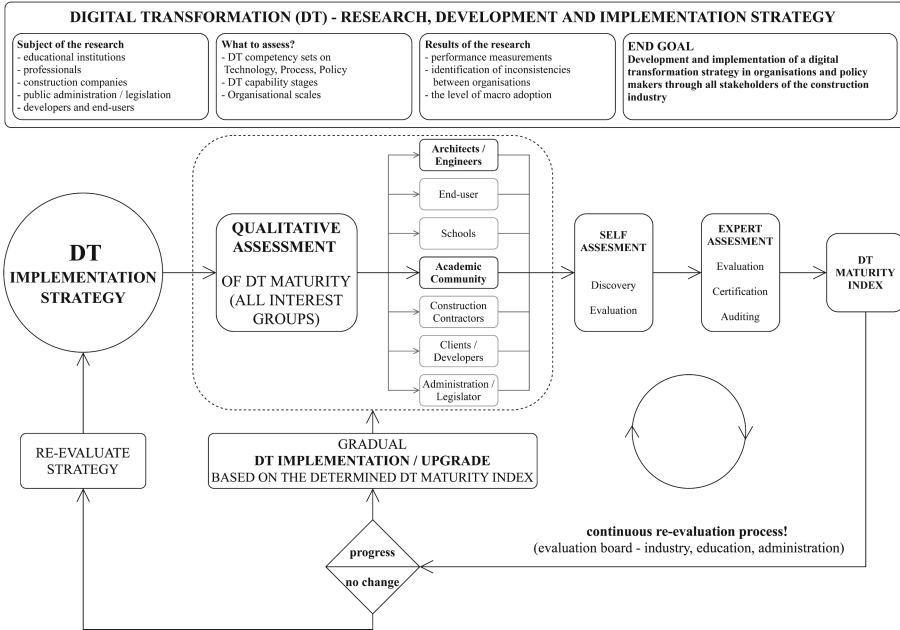 DIGITAL TRANSFORMATION (DT) - RESEARCH, DEVELOPMENT AND IMPLEMENTATION STRATEGY
Subject of the research
- educational institutions
- professionals
- construction companies
- public administration / legislation
- developers and end-users
What to assess?
- DT competency sets on
Technology, Process, Policy
- DT capability stages
- Organisational scales
Results of the research
- performance measurements
- identification of inconsistencies
between organisations
- the level of macro adoption
END GOAL
Development and implementation of a digital
transformation strategy in organisations and policy
makers through all stakeholders of the construction
industry
DT
IMPLEMENTATION
STRATEGY
QUALITATIVE
ASSESSMENT
OF DT MATURITY
(ALL INTEREST
GROUPS)
Architects /
Engineers
End-user
Schools
Academic
Community
Construction
Contractors
Clients /
Developers
Administration /
Legislator
SELF
ASSESMENT
Discovery
Evaluation
EXPERT
ASSESMENT
Evaluation
Certification
Auditing
DT
MATURITY
INDEX
RE-EVALUATE
STRATEGY
GRADUAL
DT IMPLEMENTATION / UPGRADE
BASED ON THE DETERMINED DT MATURITY INDEX
progress
no change
continuous re-evaluation process!
(evaluation board - industry, education, administration)